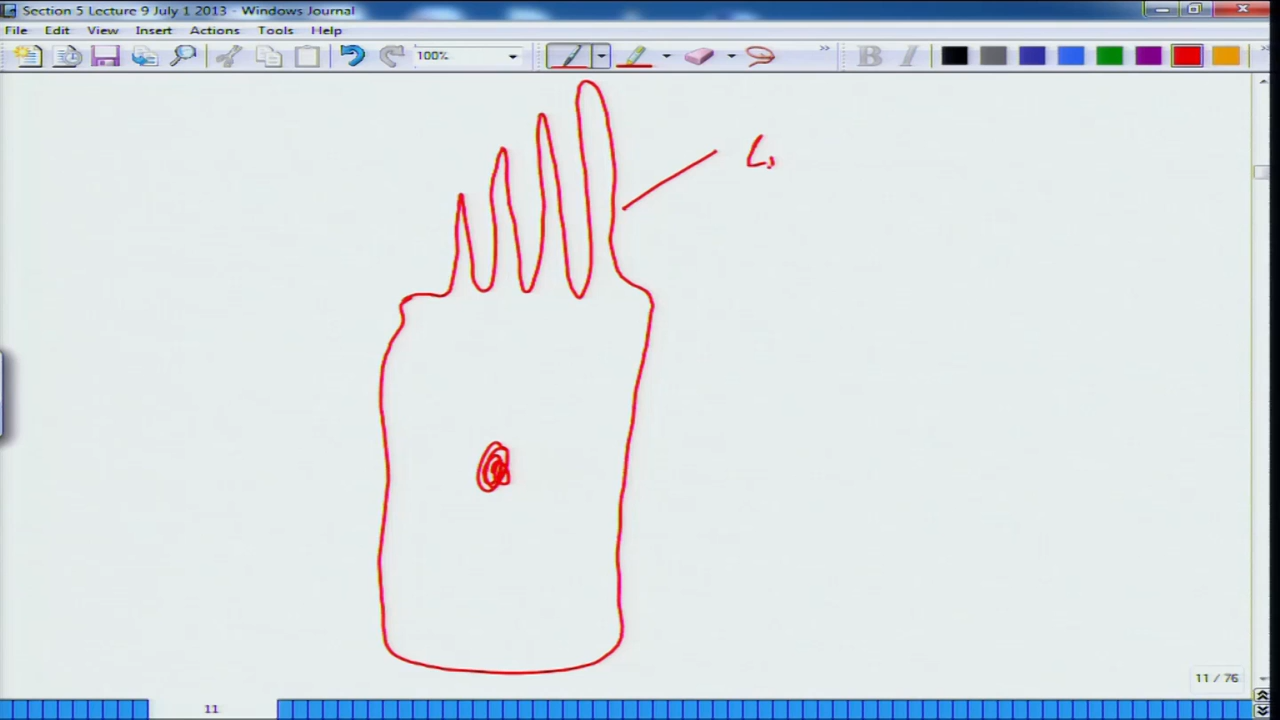 Section 5 Lecture 9 July 1 2013 - Windows Journal
File Edit View Insert Actions Tools Help
100%
B I
11 / 76
11